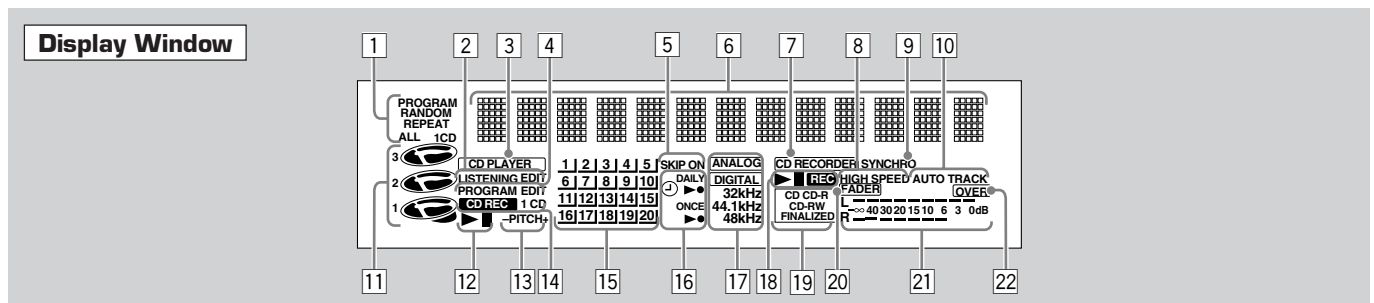 Display Window
1 2 3 4 5 6 7 8 9 10
PROGRAM
RANDOM
REPEAT
ALL 1CD
3
2
1
CD PLAYER
LISTENING EDIT
PROGRAM EDIT
CD REC 1 CD
–PITCH+
1 2 3 4 5
6 7 8 9 10
11 12 13 14 15
16 17 18 19 20
SKIP ON
DAILY
ONCE
ANALOG
DIGITAL
32kHz
44.1kHz
48kHz
CD RECORDER SYNCHRO
REC HIGH SPEED AUTO TRACK
CD CD-R
CD-RW
FINALIZED
FADER OVER
L
R
–∞ 40 30 20 15 10 6 3 0dB
11 12 13 14 15 16 17 18 19 20 21 22